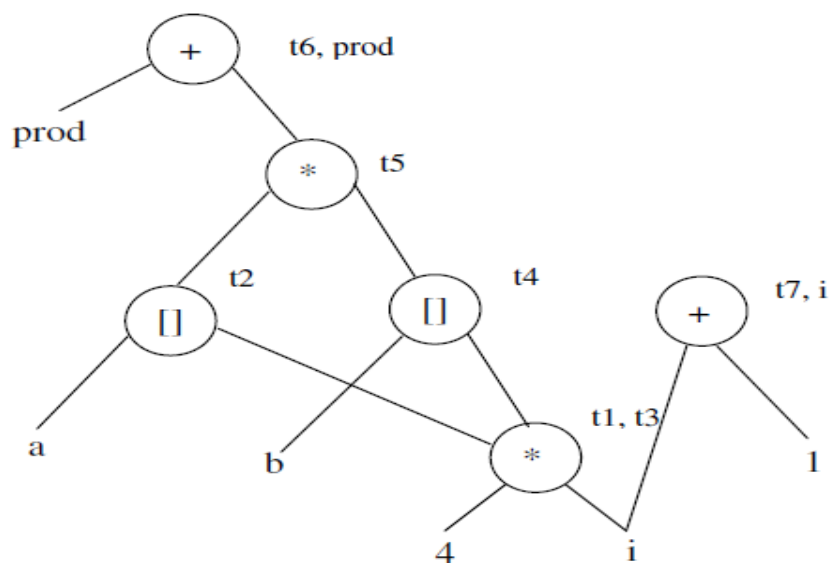 + t6, prod
prod
* t5
t2 t4 t7, i
[] [] +
t1, t3
a b * 1
4 i